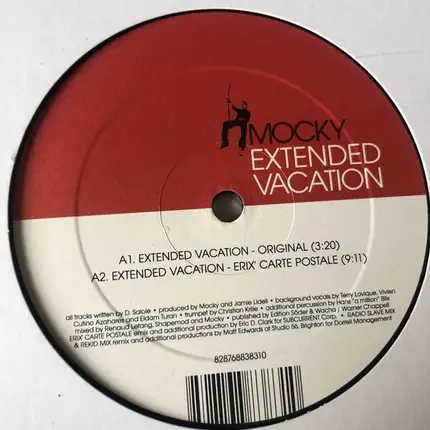 MOCKY
EXTENDED
VACATION
A1. EXTENDED VACATION - ORIGINAL (3:20)
A2. EXTENDED VACATION - ERIX' CARTE POSTALE (9:11)
all tracks written by D. Salole • produced by Mocky and Jamie Lidell • background vocals by Terry Lovique, Vivien
Cutino Azahares and Eldam Turan • trumpet by Christian Krille • additional percussion by Hans "a million" Blix
mixed by Renaud Letang, Shapemod and Mocky • published by Edition Söder & Wacha / Warner Chappell
ERIX' CARTE POSTALE remix and additional production by Eric D. Clark for SUBCURRENT Corp. • RADIO SLAVE MIX
& REKID MIX remix and additional productions by Matt Edwards at Studio 56, Brighton for Dorrell Management
828768838310